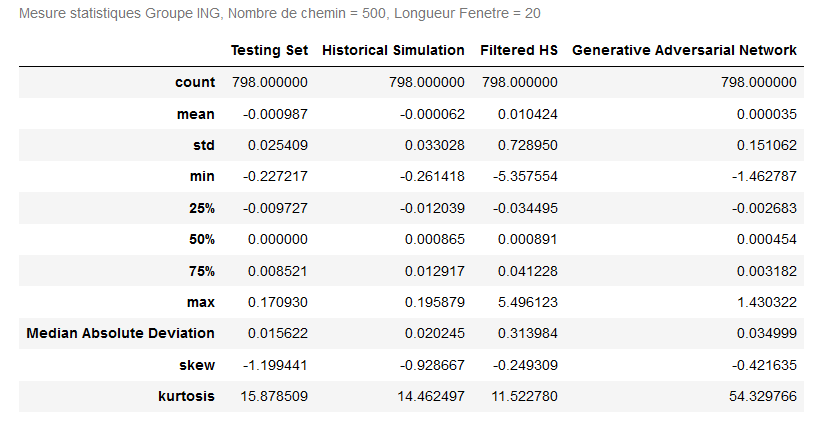 Mesure statistiques Groupe ING, Nombre de chemin = 500, Longueur Fenetre = 20
Testing Set Historical Simulation Filtered HS Generative Adversarial Network
count 798.000000 798.000000 798.000000 798.000000
mean -0.000987 -0.000062 0.010424 0.000035
std 0.025409 0.033028 0.728950 0.151062
min -0.227217 -0.261418 -5.357554 -1.462787
25% -0.009727 -0.012039 -0.034495 -0.002683
50% 0.000000 0.000865 0.000891 0.000454
75% 0.008521 0.012917 0.041228 0.003182
max 0.170930 0.195879 5.496123 1.430322
Median Absolute Deviation 0.015622 0.020245 0.313984 0.034999
skew -1.199441 -0.928667 -0.249309 -0.421635
kurtosis 15.878509 14.462497 11.522780 54.329766